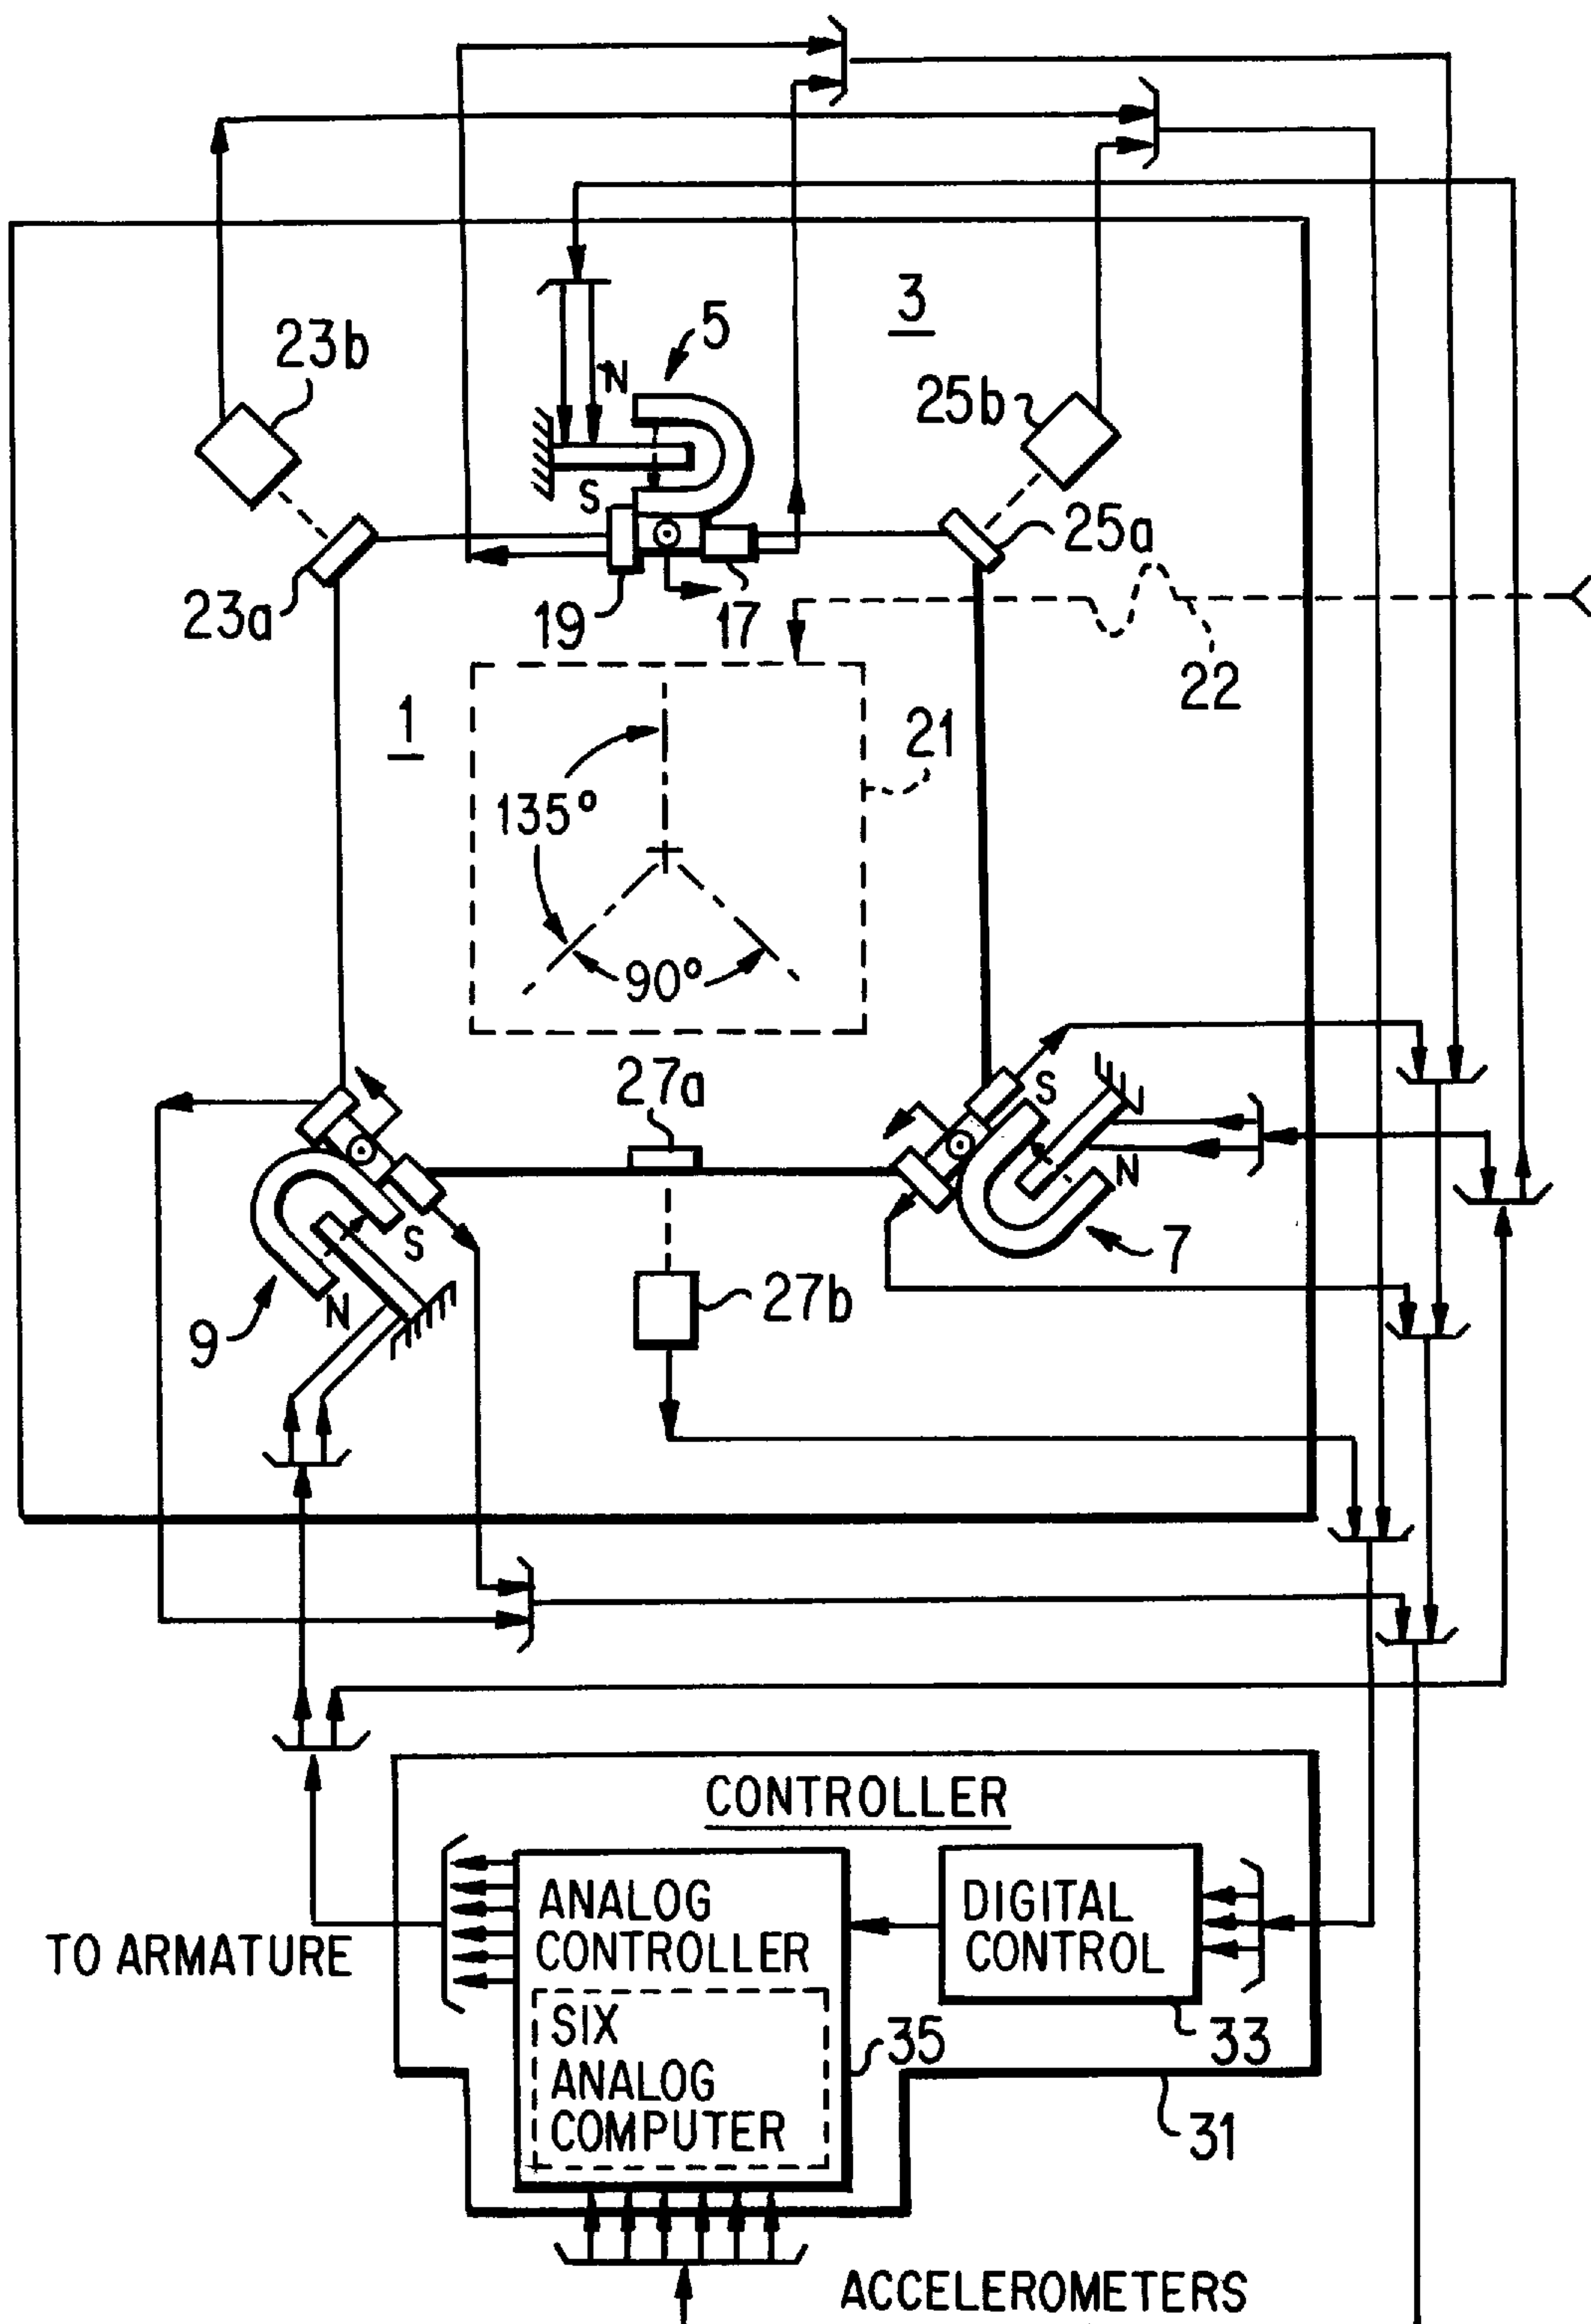 3
5
N
23b
25b
S
25a
23a
19
17
22
1
21
135°
90°
27a
S
N
N
S
7
27b
9
N
CONTROLLER
ANALOG
CONTROLLER
DIGITAL
CONTROL
TO ARMATURE
SIX
ANALOG
COMPUTER
35
33
31
ACCELEROMETERS